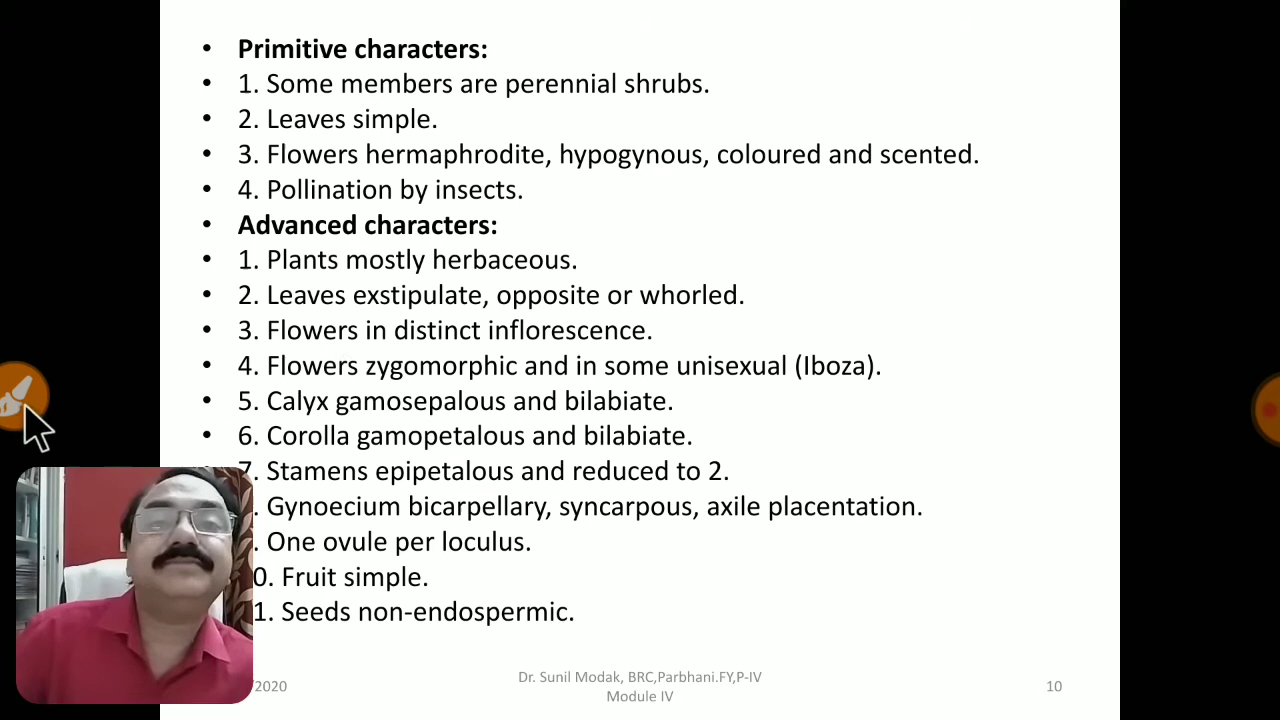 • Primitive characters:
• 1. Some members are perennial shrubs.
• 2. Leaves simple.
• 3. Flowers hermaphrodite, hypogynous, coloured and scented.
• 4. Pollination by insects.
• Advanced characters:
• 1. Plants mostly herbaceous.
• 2. Leaves exstipulate, opposite or whorled.
• 3. Flowers in distinct inflorescence.
• 4. Flowers zygomorphic and in some unisexual (Iboza).
• 5. Calyx gamosepalous and bilabiate.
• 6. Corolla gamopetalous and bilabiate.
7. Stamens epipetalous and reduced to 2.
. Gynoecium bicarpellary, syncarpous, axile placentation.
. One ovule per loculus.
0. Fruit simple.
1. Seeds non-endospermic.
/2020
Dr. Sunil Modak, BRC,Parbhani.FY,P-IV
Module IV
10